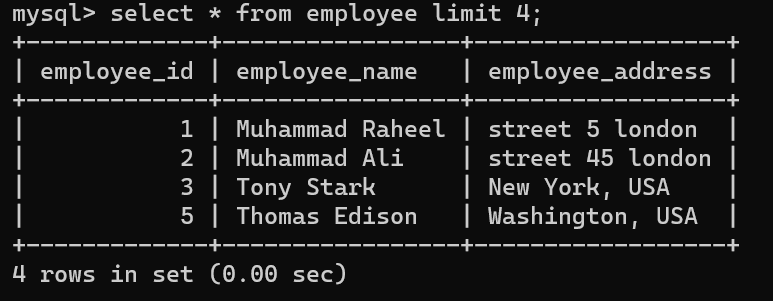 mysql> select * from employee limit 4;
+-------------+-----------------+------------------+
| employee_id | employee_name   | employee_address |
+-------------+-----------------+------------------+
|           1 | Muhammad Raheel | street 5 london  |
|           2 | Muhammad Ali    | street 45 london |
|           3 | Tony Stark      | New York, USA    |
|           5 | Thomas Edison   | Washington, USA  |
+-------------+-----------------+------------------+
4 rows in set (0.00 sec)